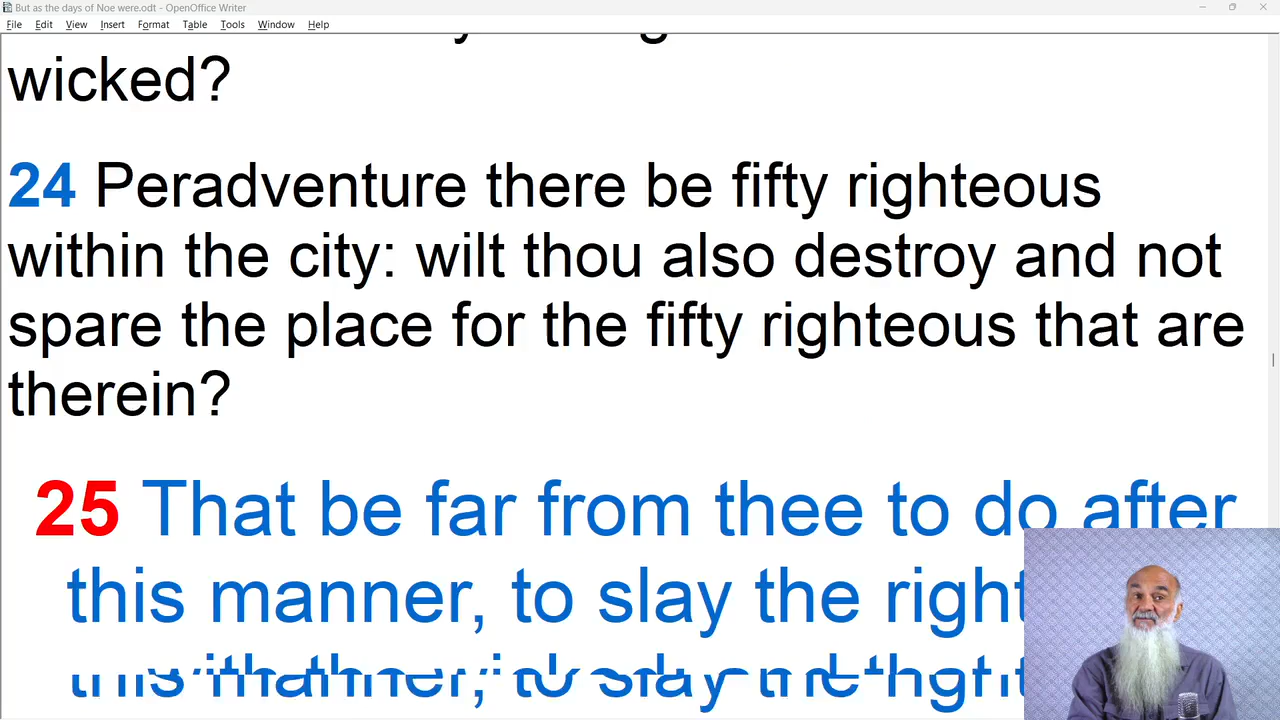 But as the days of Noe were.odt - OpenOffice Writer
File Edit View Insert Format Table Tools Window Help
wicked?
24 Peradventure there be fifty righteous
within the city: wilt thou also destroy and not
spare the place for the fifty righteous that are
therein?
25 That be far from thee to do after
this manner, to slay the